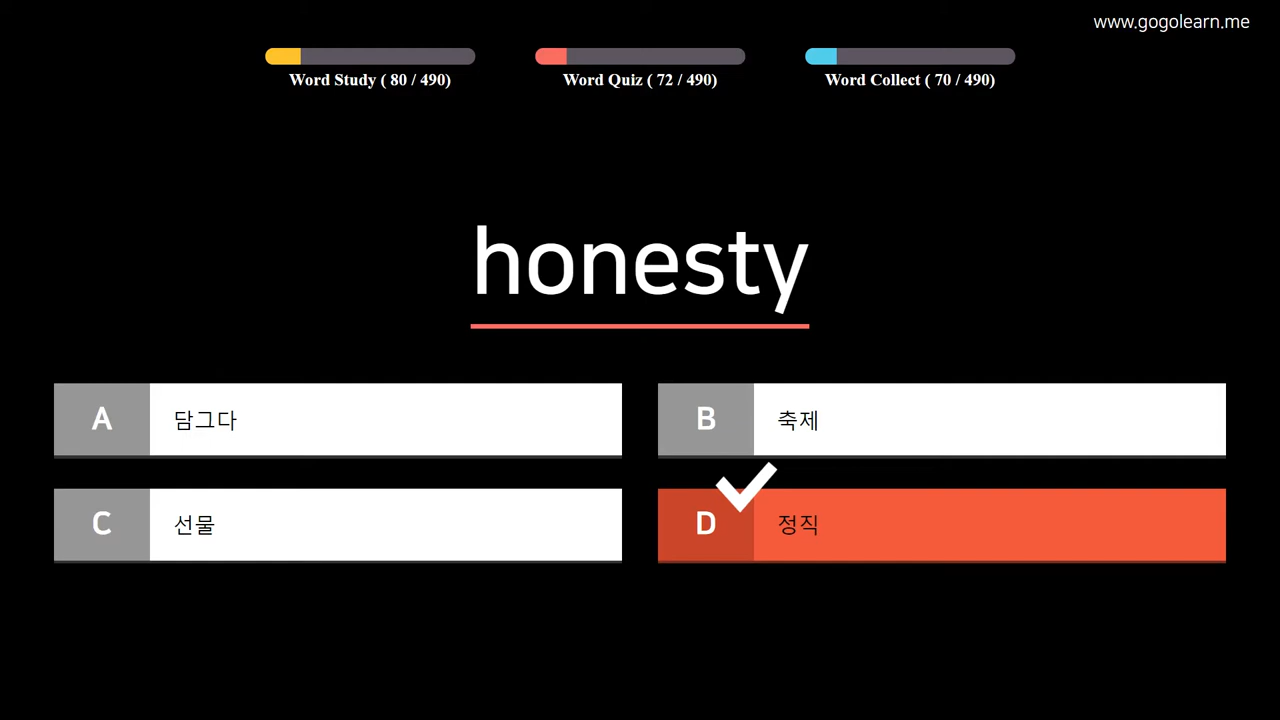 www.gogolearn.me
Word Study ( 80 / 490)
Word Quiz ( 72 / 490)
Word Collect ( 70 / 490)
honesty
A 담그다
B 축제
C 선물
D 정직